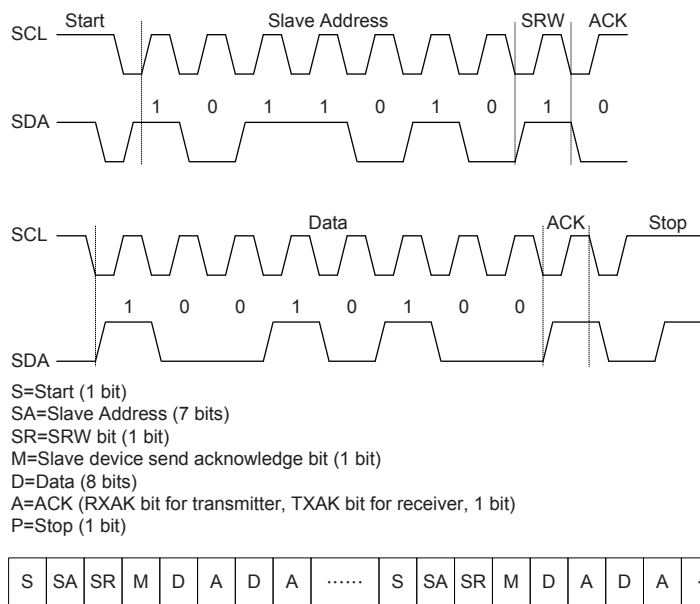 Start Slave Address SRW ACK
SCL
1 0 1 1 0 1 0 1 0
SDA
Data ACK Stop
SCL
1 0 0 1 0 1 0 0
SDA
S=Start (1 bit)
SA=Slave Address (7 bits)
SR=SRW bit (1 bit)
M=Slave device send acknowledge bit (1 bit)
D=Data (8 bits)
A=ACK (RXAK bit for transmitter, TXAK bit for receiver, 1 bit)
P=Stop (1 bit)
S SA SR M D A D A …… S SA SR M D A D A